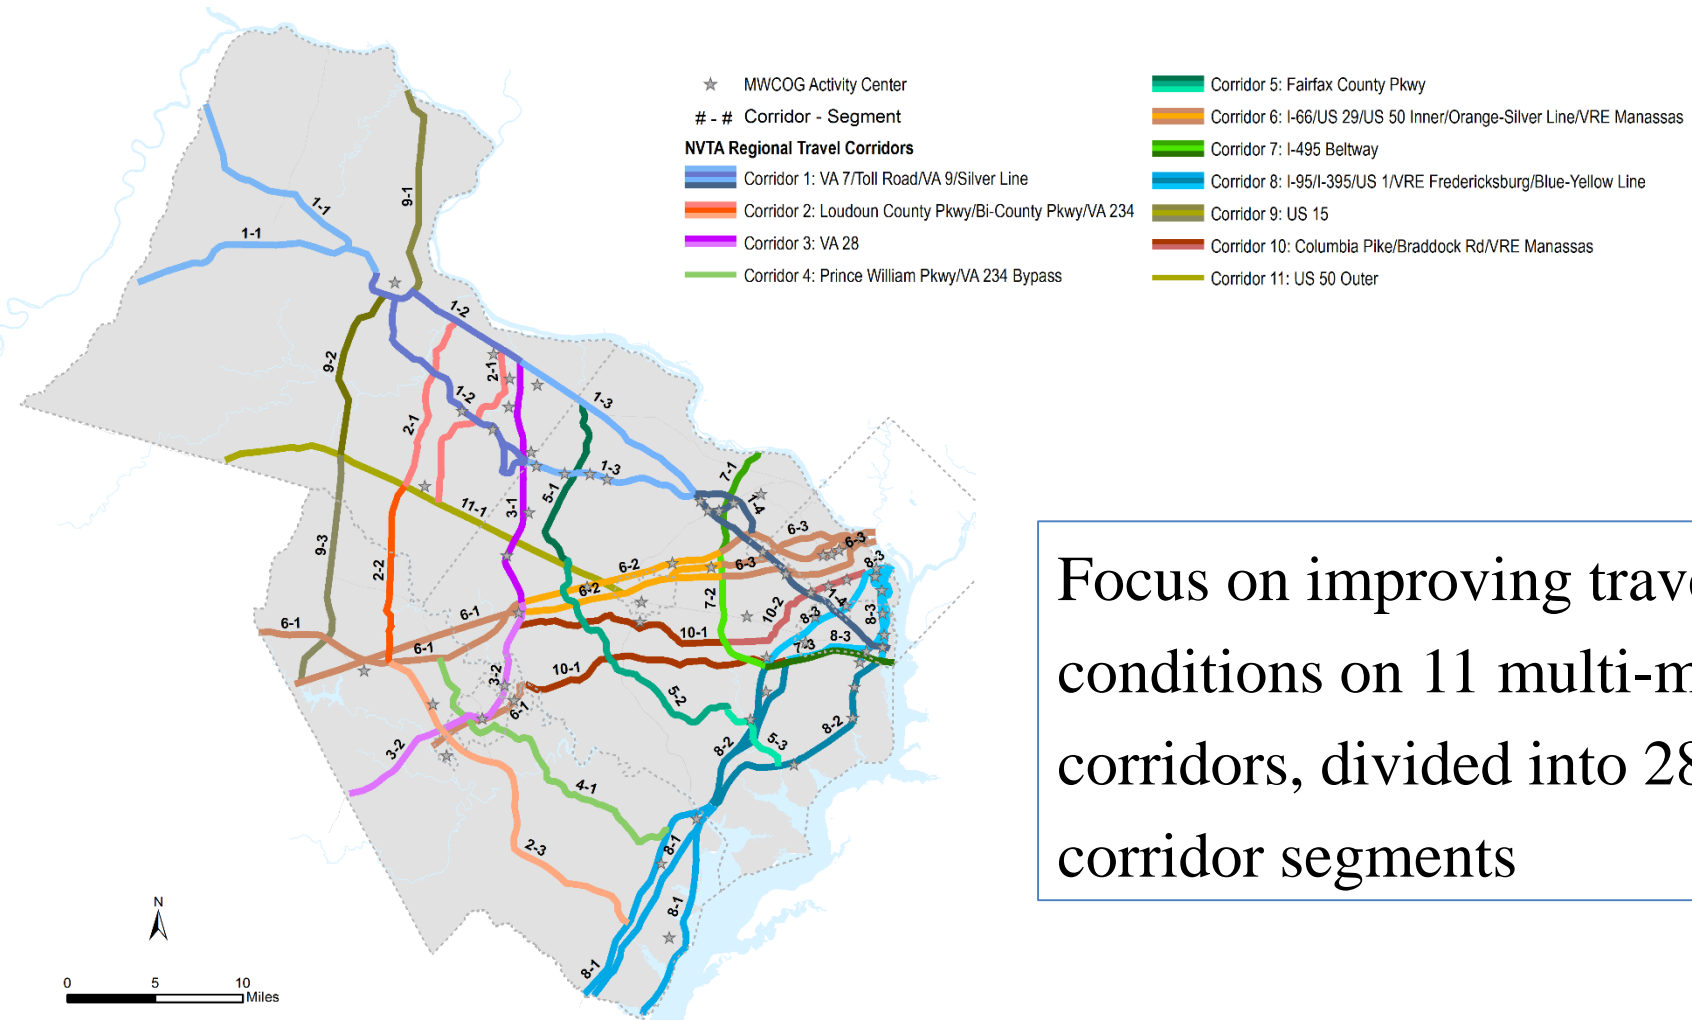 MWCOG Activity Center
# - # Corridor - Segment
NVTA Regional Travel Corridors
Corridor 1: VA 7/Toll Road/VA 9/Silver Line
Corridor 2: Loudoun County Pkwy/Bi-County Pkwy/VA 234
Corridor 3: VA 28
Corridor 4: Prince William Pkwy/VA 234 Bypass
Corridor 5: Fairfax County Pkwy
Corridor 6: I-66/US 29/US 50 Inner/Orange-Silver Line/VRE Manassas
Corridor 7: I-495 Beltway
Corridor 8: I-95/I-395/US 1/VRE Fredericksburg/Blue-Yellow Line
Corridor 9: US 15
Corridor 10: Columbia Pike/Braddock Rd/VRE Manassas
Corridor 11: US 50 Outer
9-1
1-1
1-1
1-2
9-2
2-1
1-2
2-1
1-3
1-3
7-1
5-1
3-1
11-1
1-4
6-3
6-3
6-3
9-3
2-2
6-2
6-2
7-2
8-3
10-2
1-4
8-3
8-3
8-3
6-1
6-1
6-1
10-1
7-3
10-1
3-2
5-2
6-1
8-2
8-2
5-3
3-2
4-1
2-3
8-1
8-1
8-1
N
0 5 10
Miles
Focus on improving trave
conditions on 11 multi-m
corridors, divided into 28
corridor segments